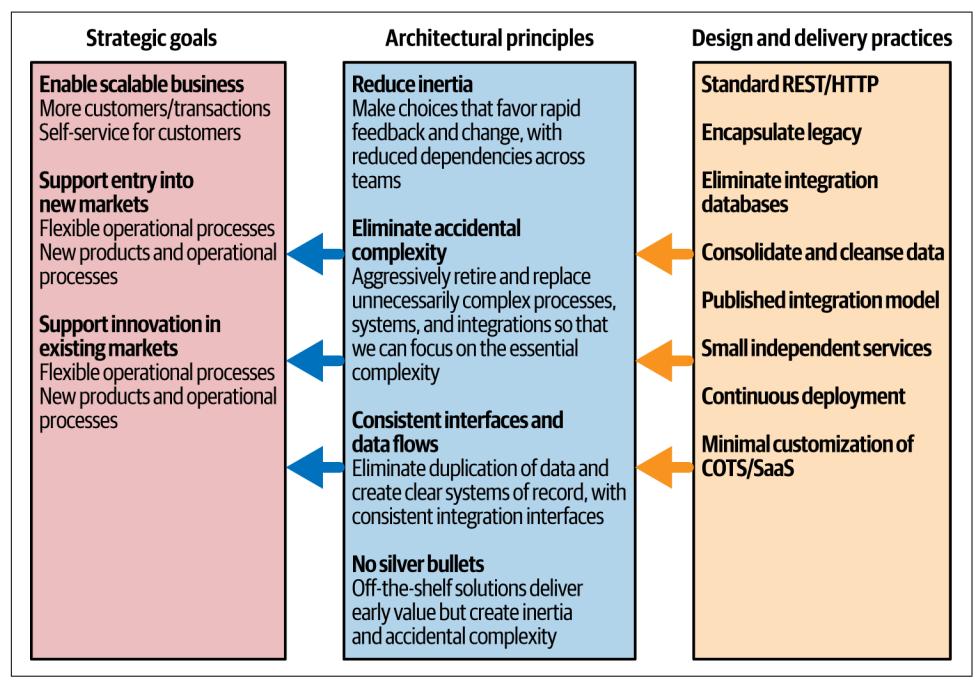 Strategic goals
Enable scalable business
More customers/transactions
Self-service for customers
Support entry into
new markets
Flexible operational processes
New products and operational
processes
Support innovation in
existing markets
Flexible operational processes
New products and operational
processes
Architectural principles
Reduce inertia
Make choices that favor rapid
feedback and change, with
reduced dependencies across
teams
Eliminate accidental
complexity
Aggressively retire and replace
unnecessarily complex processes,
systems, and integrations so that
we can focus on the essential
complexity
Consistent interfaces and
data flows
Eliminate duplication of data and
create clear systems of record, with
consistent integration interfaces
No silver bullets
Off-the-shelf solutions deliver
early value but create inertia
and accidental complexity
Design and delivery practices
Standard REST/HTTP
Encapsulate legacy
Eliminate integration
databases
Consolidate and cleanse data
Published integration model
Small independent services
Continuous deployment
Minimal customization of
COTS/SaaS